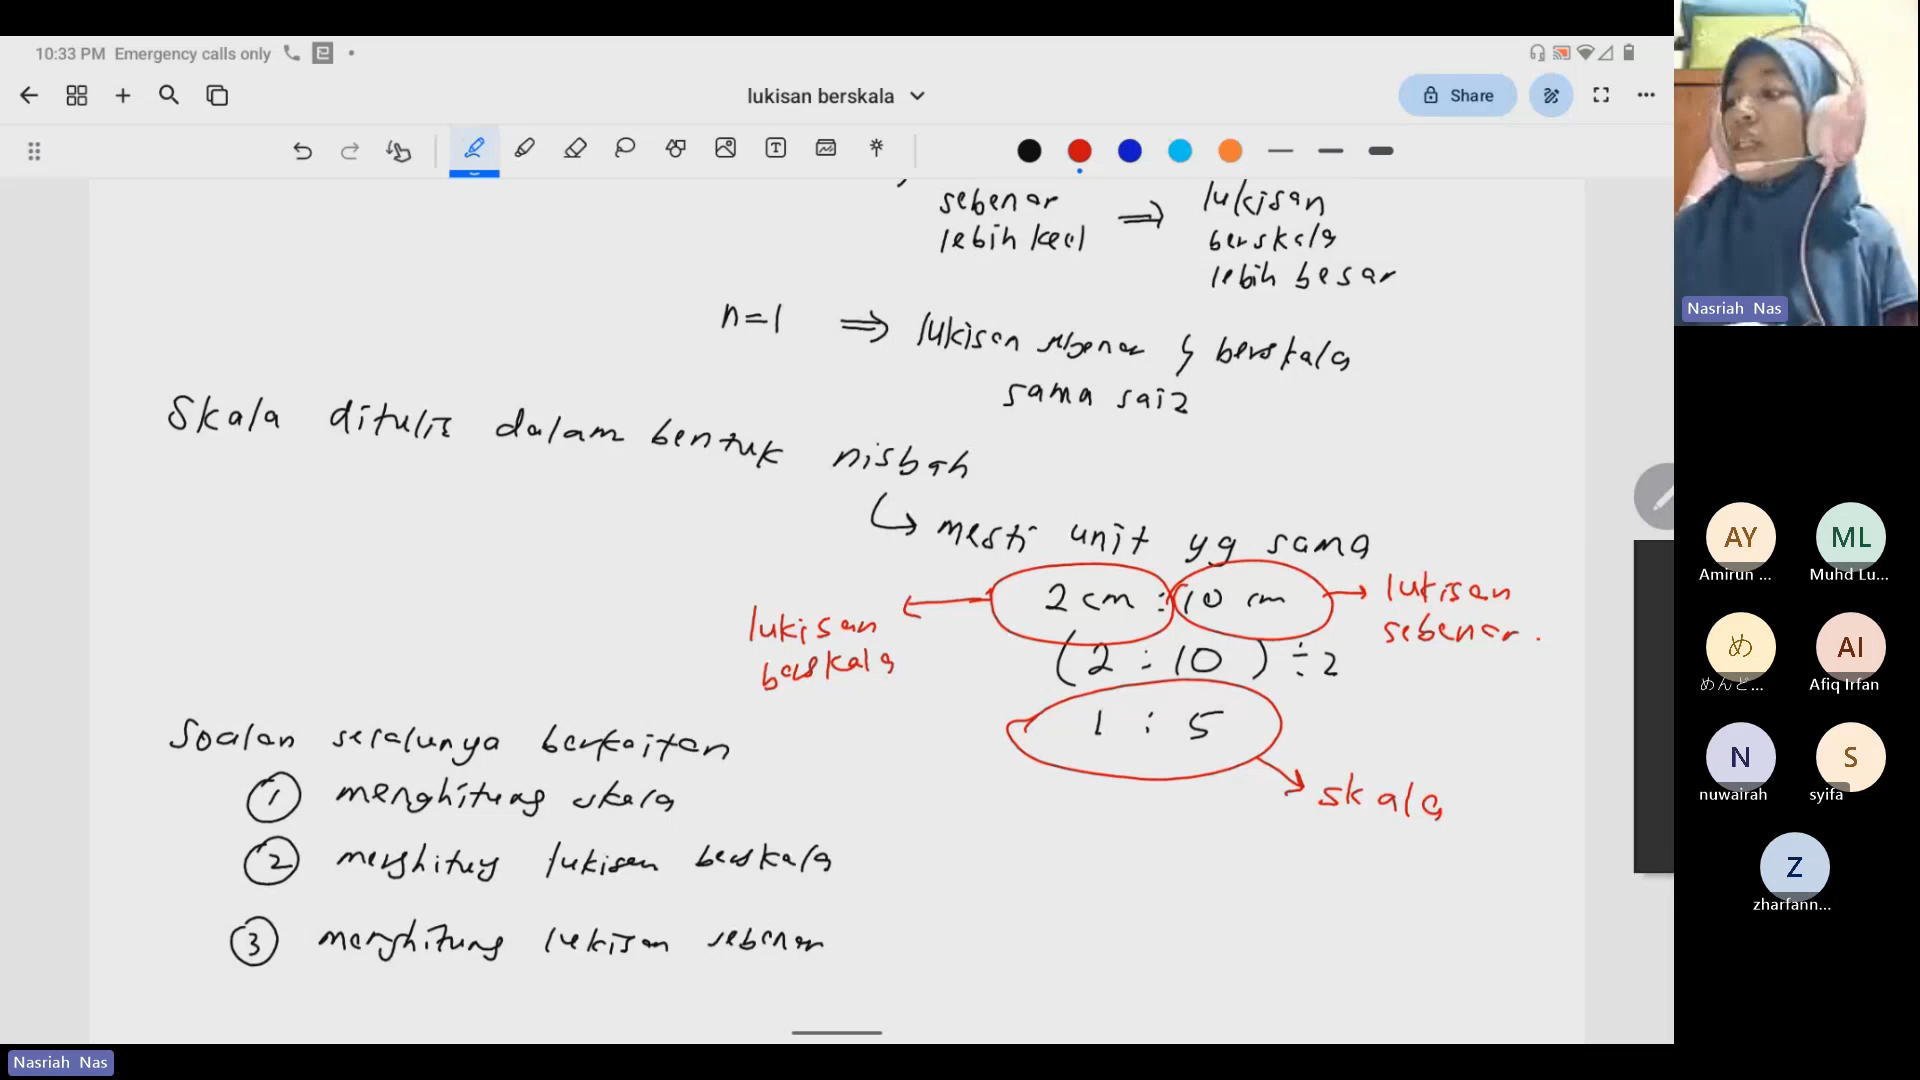 10:33 PM Emergency calls only
lukisan berskala
Share
sebenar
lebih kecil
⇒
lukisan
berskala
lebih besar
n=1 ⇒ lukisan sebenar & berskala
sama saiz
Skala ditulis dalam bentuk nisbah
mesti unit yg sama
2 cm : 10 cm
lukisan
sebenar.
lukisan
berskala
(2 : 10) ÷ 2
1 : 5
skala
Soalan selalunya berkaitan
1 menghitung skala
2 menghitung lukisan berskala
3 menghitung lukisan sebenar
Nasriah Nas
AY
Amirun ...
ML
Muhd Lu...
め
めんど...
AI
Afiq Irfan
N
nuwairah
S
syifa
Z
zharfann...
Nasriah Nas